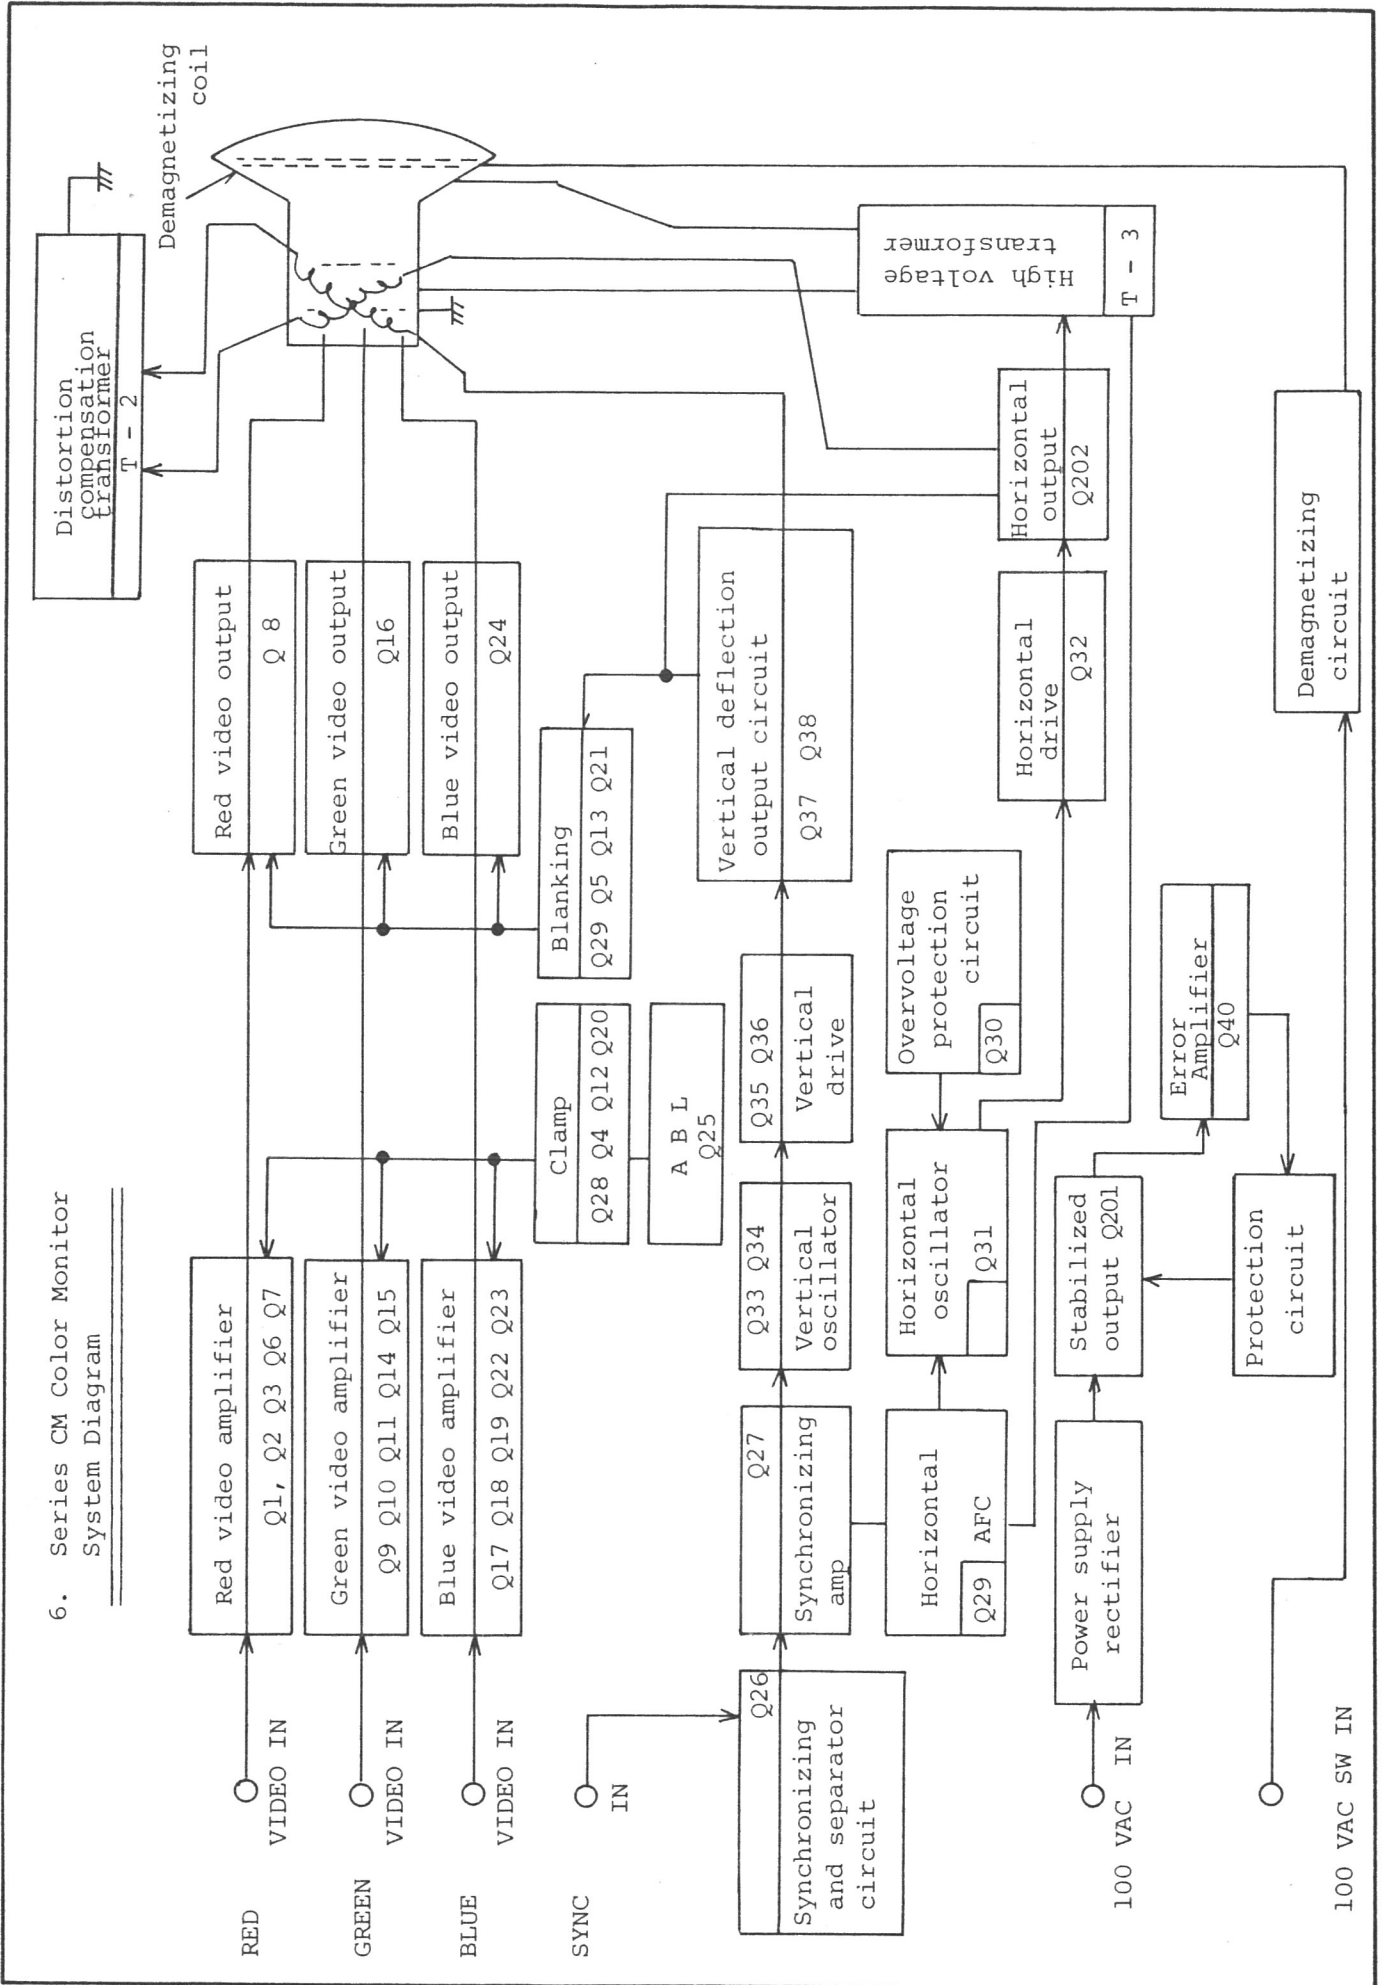 6. Series CM Color Monitor
System Diagram
RED
VIDEO IN
Red video amplifier
Q1, Q2 Q3 Q6 Q7
Red video output
Q 8
GREEN
VIDEO IN
Green video amplifier
Q9 Q10 Q11 Q14 Q15
Green video output
Q16
BLUE
VIDEO IN
Blue video amplifier
Q17 Q18 Q19 Q22 Q23
Blue video output
Q24
Distortion
compensation
transformer
T - 2
Demagnetizing
coil
SYNC
IN
Clamp
Q28 Q4 Q12 Q20
A B L
Q25
Blanking
Q29 Q5 Q13 Q21
Q26
Synchronizing
and separator
circuit
Q27
Synchronizing
amp
Q33 Q34
Vertical
oscillator
Q35 Q36
Vertical
drive
Vertical deflection
output circuit
Q37 Q38
Horizontal
Q29 AFC
Horizontal
oscillator
Q31
Overvoltage
protection
circuit
Q30
Horizontal
drive
Q32
Horizontal
output
Q202
High voltage
transformer
T - 3
100 VAC IN
Power supply
rectifier
Stabilized
output Q201
Error
Amplifier
Q40
Protection
circuit
100 VAC SW IN
Demagnetizing
circuit